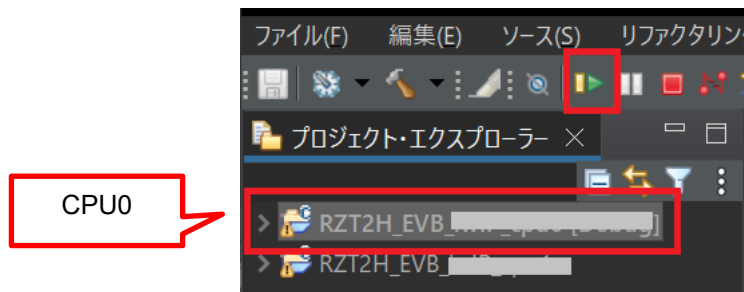 ファイル(F) 編集(E) ソース(S) リファクタリン
プロジェクト・エクスプローラー
CPU0
RZT2H_EVB_
RZT2H_EVB_